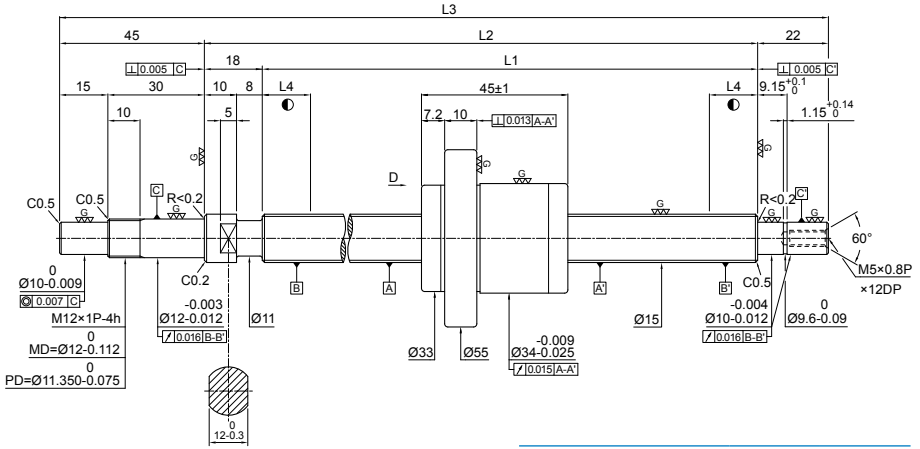 L3
45 L2 22
⊥ 0.005 C 18 L1 ⊥ 0.005 C'
15 30 10 8 L4 45±1 L4 9.15 +0.1 0
10 5 7.2 10 ⊥ 0.013 A-A' 1.15 +0.14 0
G G G
D G
C0.5 C0.5 C R<0.2 G R<0.2 C'
G G G G G
60°
C0.2 B A A' B' C0.5 M5×0.8P
×12DP
0
Ø10-0.009
◎ 0.007 C
M12×1P-4h
0
MD=Ø12-0.112
0
PD=Ø11.350-0.075
-0.003
Ø12-0.012
↗ 0.016 B-B'
Ø11
Ø33
Ø55
-0.009
Ø34-0.025
↗ 0.015 A-A'
Ø15
-0.004
Ø10-0.012
↗ 0.016 B-B'
0
Ø9.6-0.09
0
12-0.3